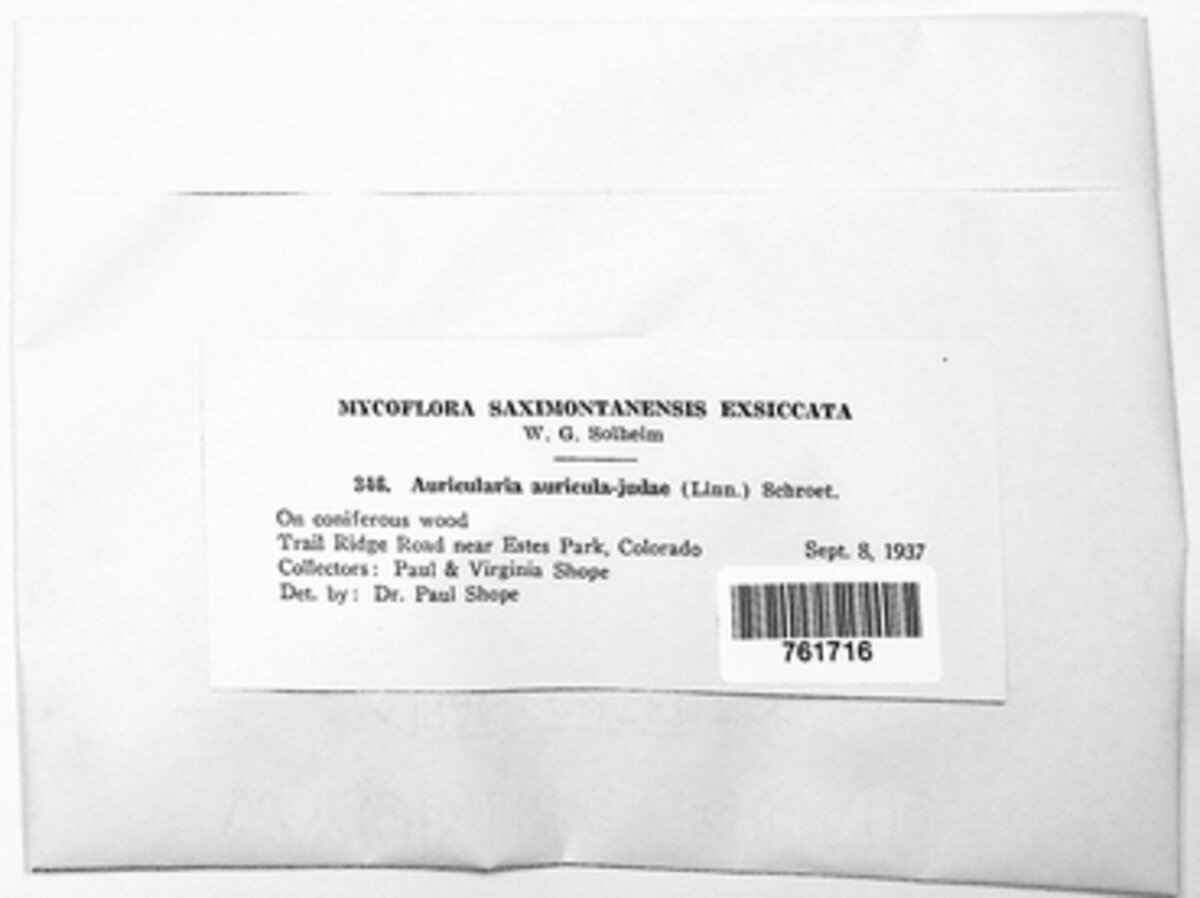 MYCOFLORA SAXIMONTANENSIS EXSICCATA
W. G. Solheim
346. Auricularia auricula-judae (Linn.) Schroet.
On coniferous wood
Trail Ridge Road near Estes Park, Colorado Sept. 8, 1937
Collectors: Paul & Virginia Shope
Det. by: Dr. Paul Shope
761716